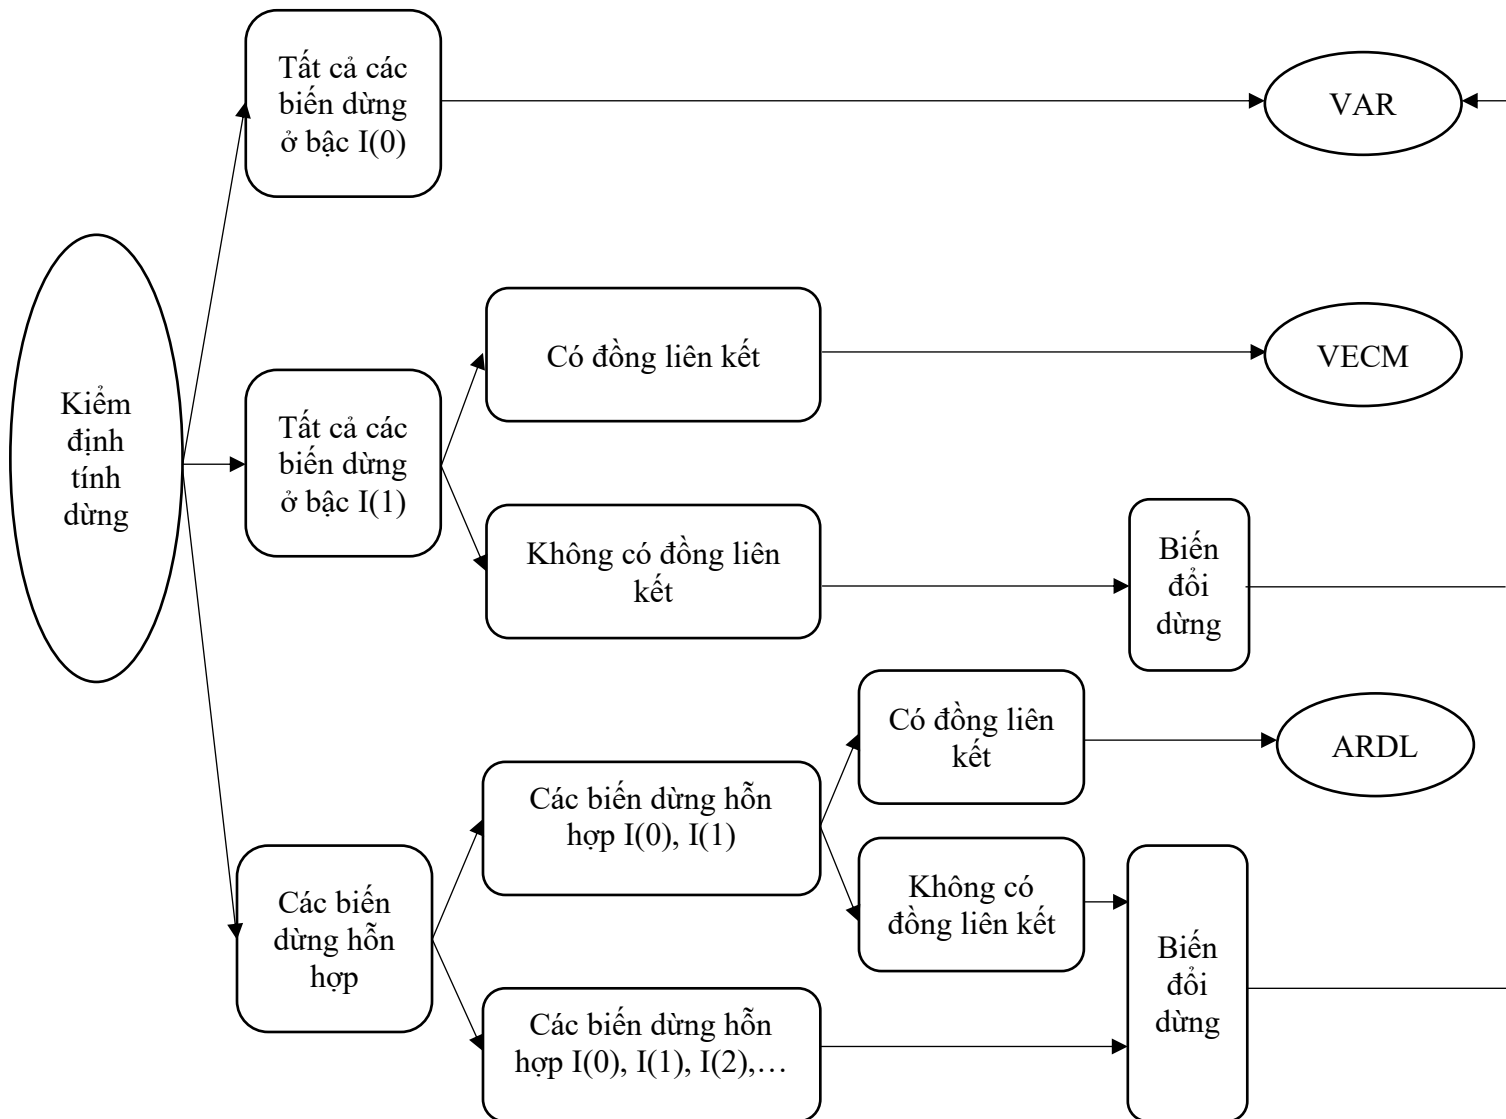 Tất cả các
biến dừng
ở bậc I(0)
VAR
Kiểm
định
tính
dừng
Tất cả các
biến dừng
ở bậc I(1)
Có đồng liên kết
VECM
Không có đồng liên
kết
Biến
đổi
dừng
Các biến
dừng hỗn
hợp
Các biến dừng hỗn
hợp I(0), I(1)
Có đồng liên
kết
ARDL
Không có
đồng liên kết
Các biến dừng hỗn
hợp I(0), I(1), I(2),…
Biến
đổi
dừng